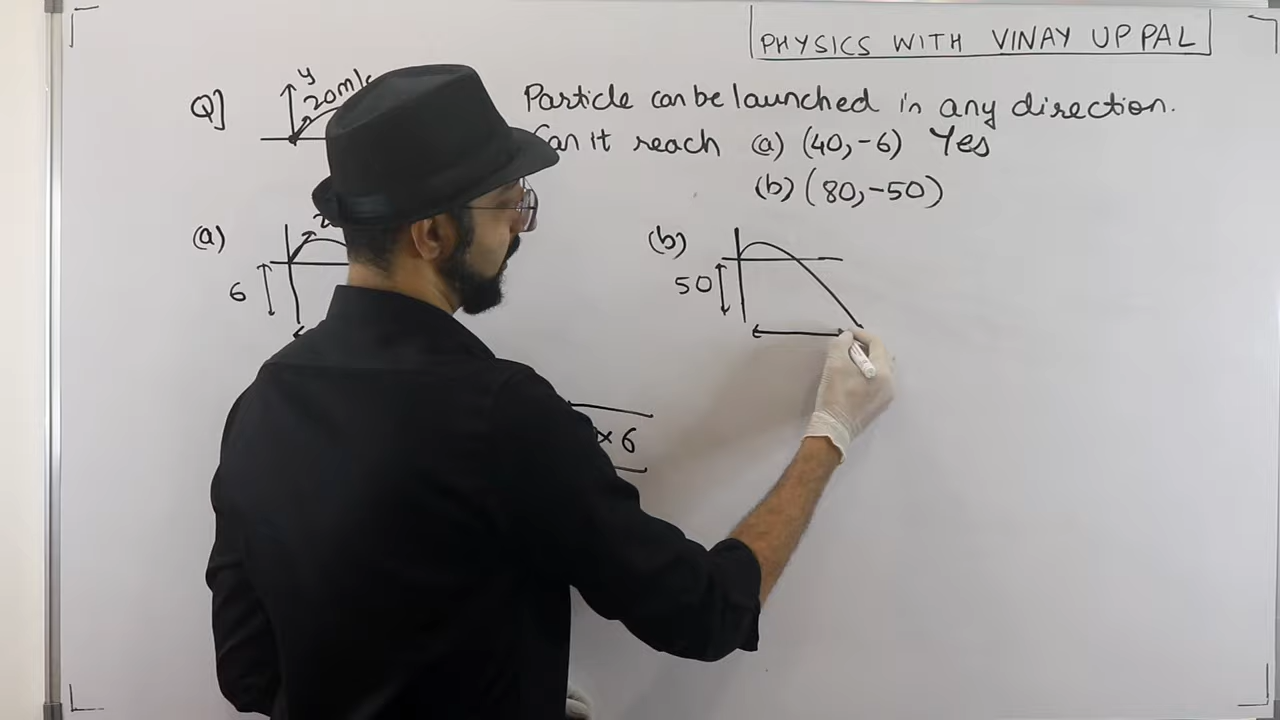 PHYSICS WITH VINAY UPPAL
Q] y 20m/s Particle can be launched in any direction.
Can it reach (a) (40,-6) Yes
(b) (80,-50)
(a)
6
× 6
(b)
50